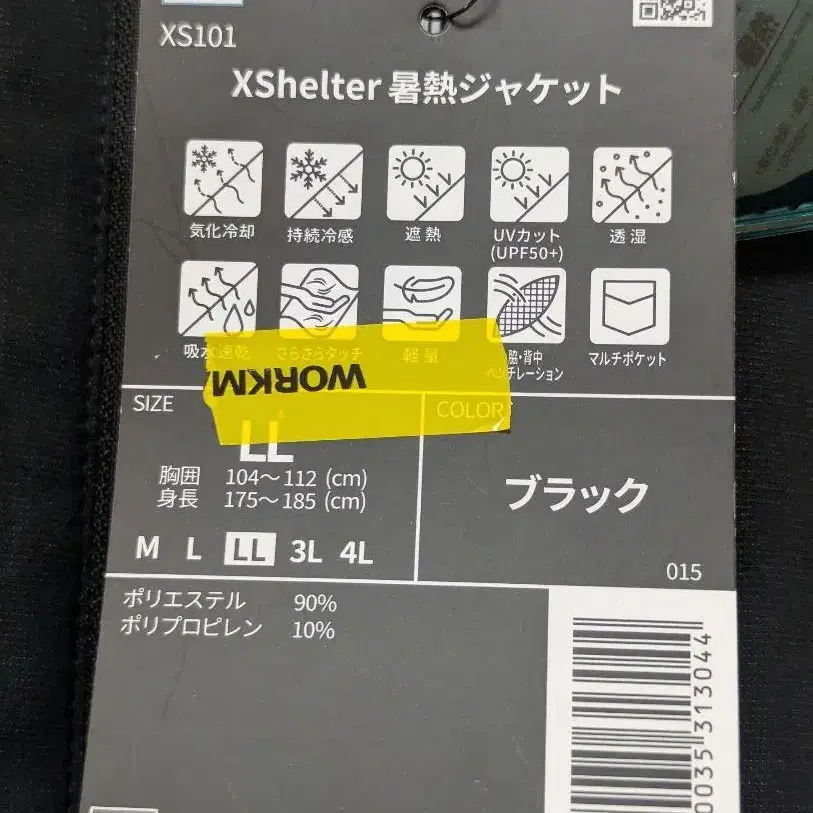 XS101
XShelter 暑熱ジャケット
気化冷却 持続冷感 遮熱 UVカット 透湿
(UPF50+)
吸水速乾 さらさらタッチ 軽量 脇・背中 マルチポケット
ベンチレーション
WORKM
SIZE COLOR
LL
胸囲 104〜112 (cm)
身長 175〜185 (cm)
ブラック
M L LL 3L 4L
015
ポリエステル 90%
ポリプロピレン 10%
0035313044